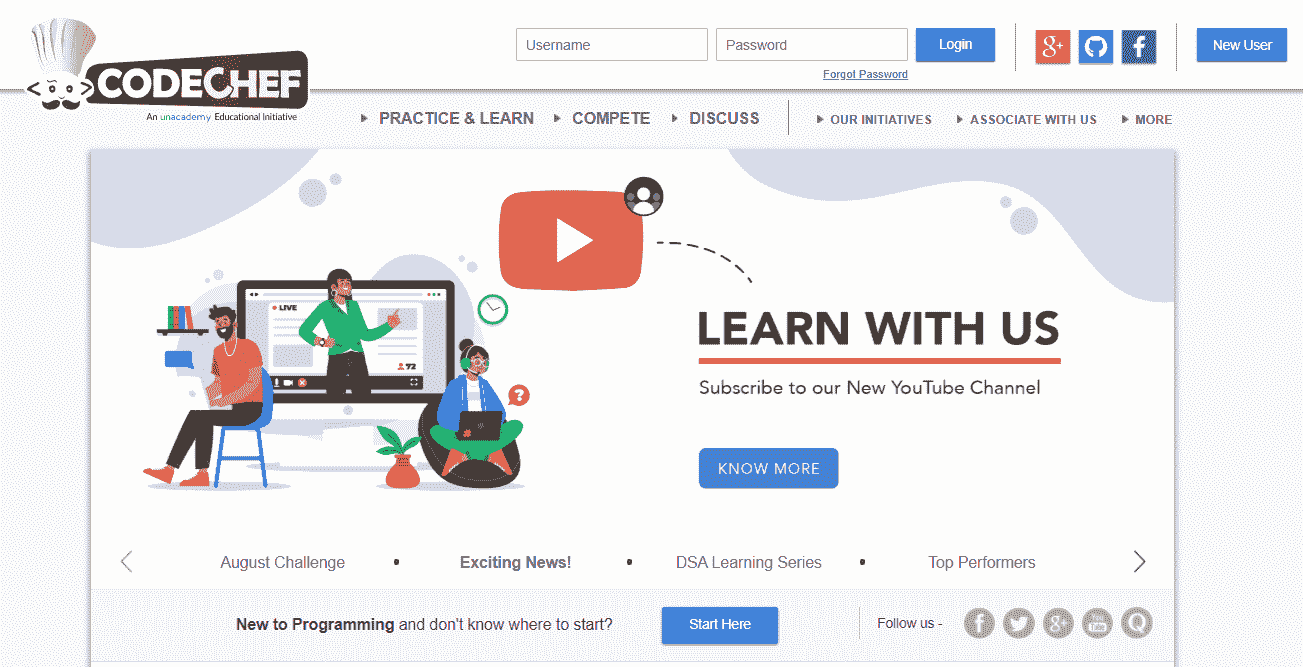 Username
Password
Login
New User
Forgot Password
CODECHEF
An unacademy Educational Initiative
PRACTICE & LEARN
COMPETE
DISCUSS
OUR INITIATIVES
ASSOCIATE WITH US
MORE
LIVE
72
LEARN WITH US
Subscribe to our New YouTube Channel
KNOW MORE
August Challenge
Exciting News!
DSA Learning Series
Top Performers
New to Programming and don't know where to start?
Start Here
Follow us -